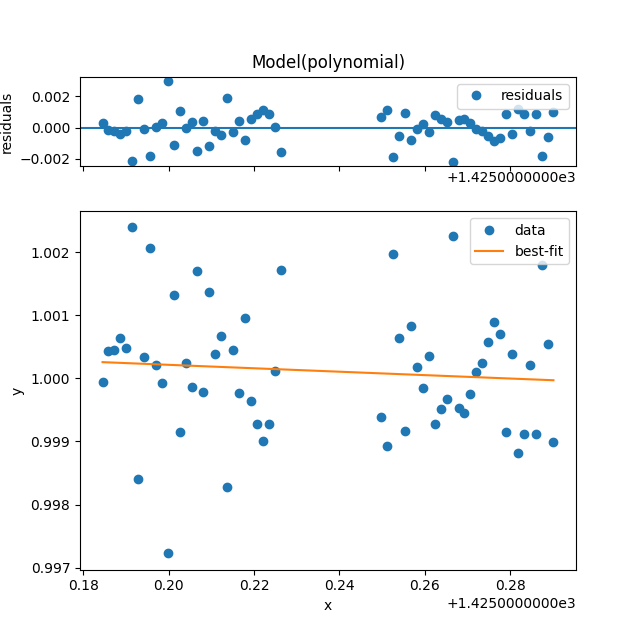 Model(polynomial)
residuals
0.002
0.000
−0.002
residuals
+1.4250000000e3
y
1.002
1.001
1.000
0.999
0.998
0.997
data
best-fit
0.18
0.20
0.22
0.24
0.26
0.28
x
+1.4250000000e3